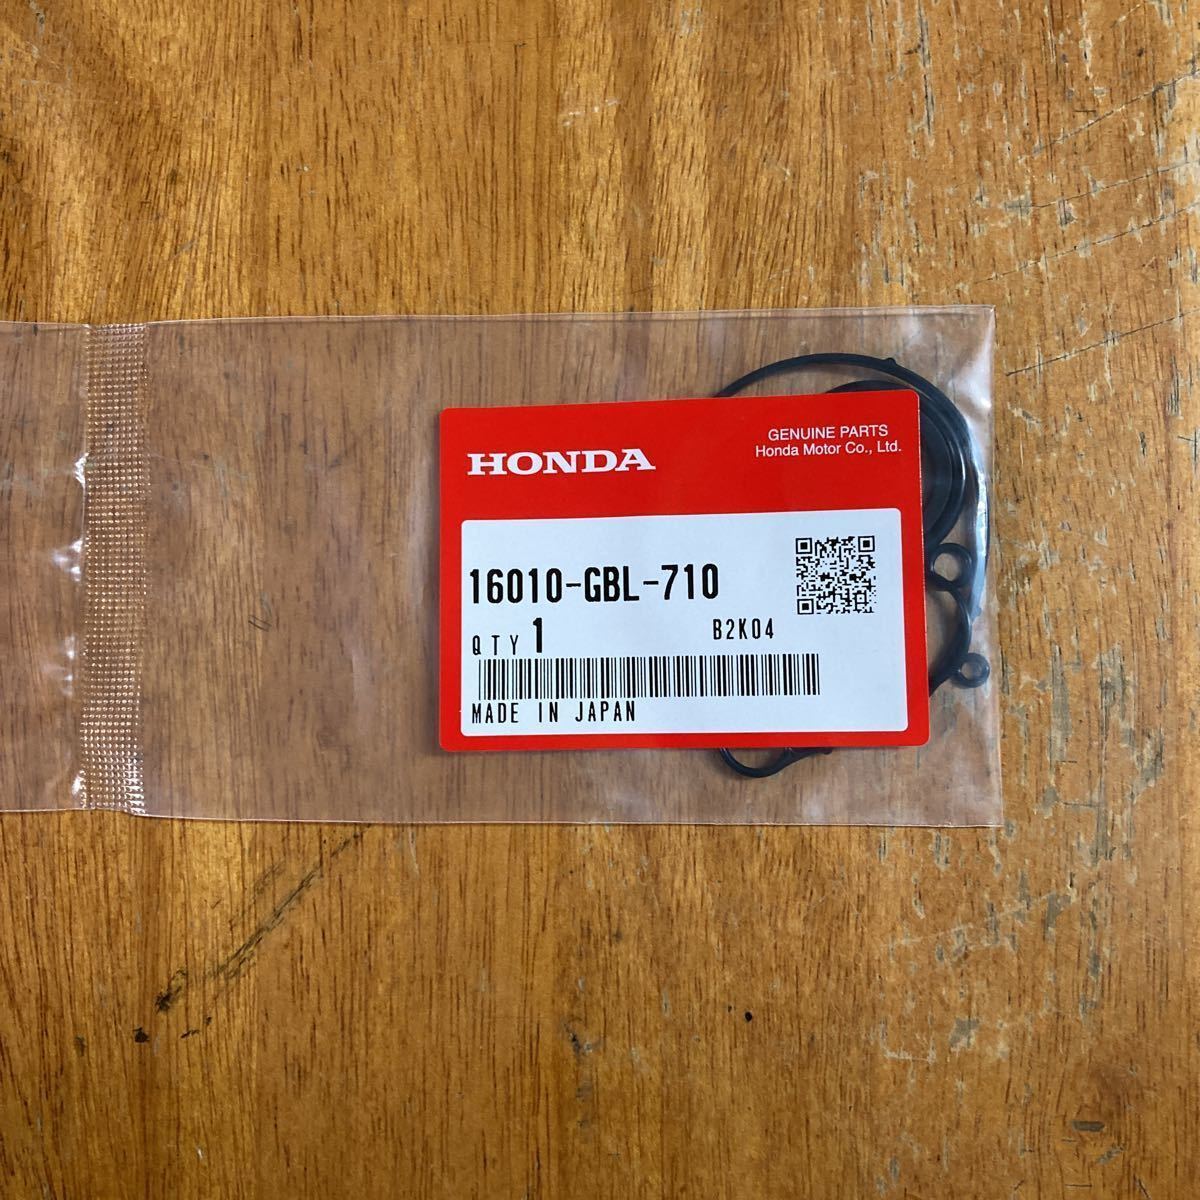 HONDA
GENUINE PARTS
Honda Motor Co., Ltd.
16010-GBL-710
QTY 1 B2K04
MADE IN JAPAN